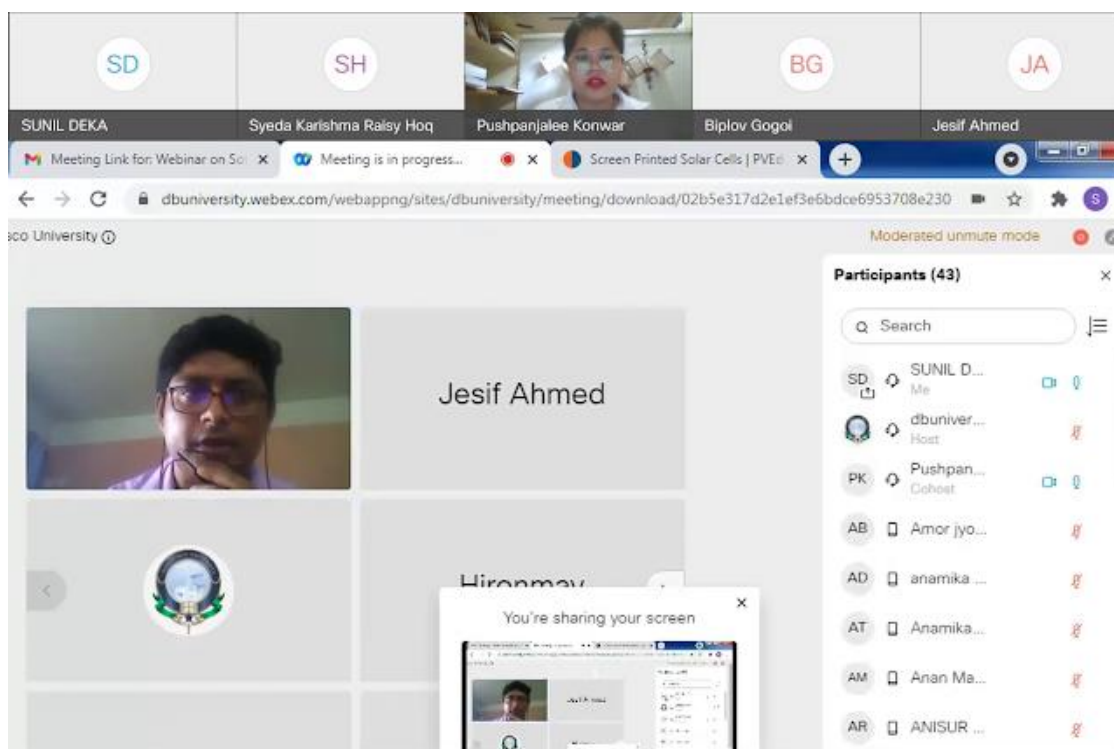 SD
SH
BG
JA
SUNIL DEKA
Syeda Karishma Raisy Hoq
Pushpanjalee Konwar
Biplov Gogoi
Jesif Ahmed
Meeting Link for: Webinar on So
Meeting is in progress...
Screen Printed Solar Cells | PVEd
dbuniversity.webex.com/webappng/sites/dbuniversity/meeting/download/02b5e317d2e1ef3e6bdce6953708e230
S
sco University
Moderated unmute mode
Participants (43)
Search
SD
SUNIL D...
Me
dbuniver...
Host
PK
Pushpan...
Cohost
AB
Amor jyo...
AD
anamika ...
AT
Anamika...
AM
Anan Ma...
AR
ANISUR ...
Jesif Ahmed
Hironmay
You're sharing your screen